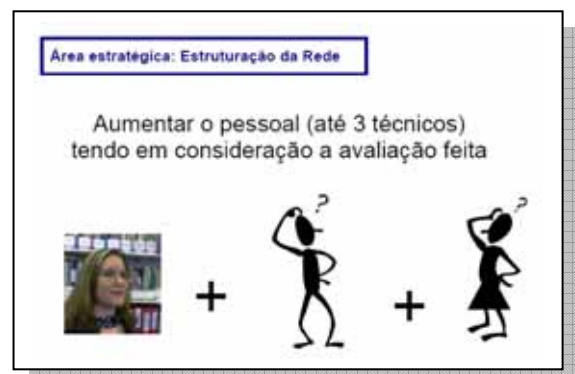 Área estratégica: Estruturação da Rede
Aumentar o pessoal (até 3 técnicos)
tendo em consideração a avaliação feita
?
?
+
+